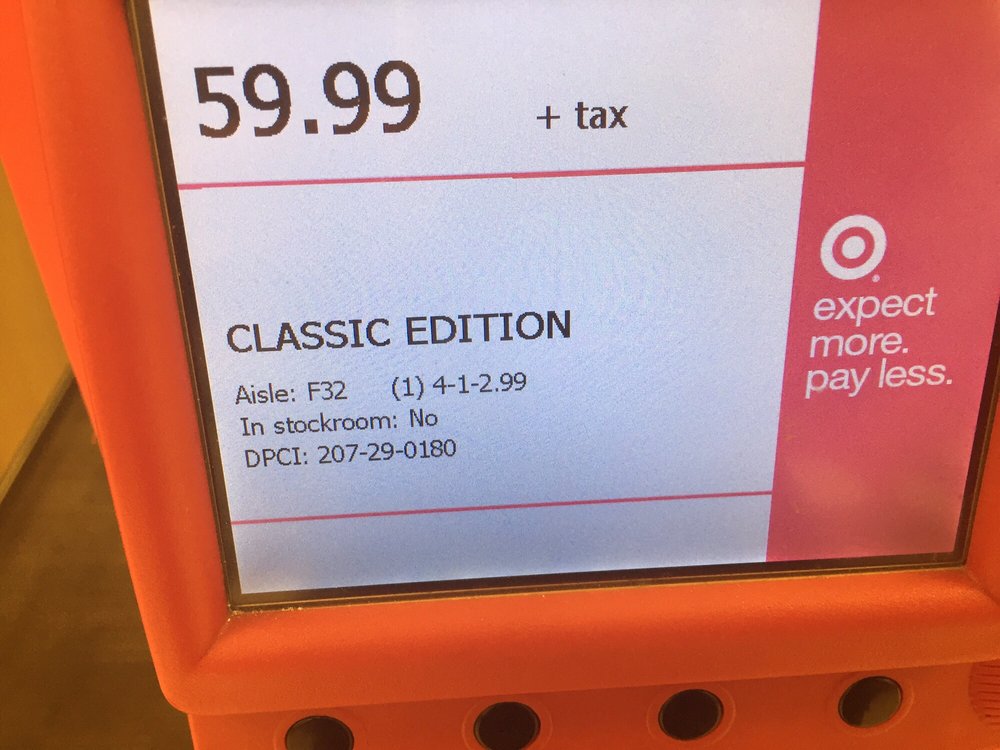 59.99 + tax
CLASSIC EDITION
Aisle: F32 (1) 4-1-2.99
In stockroom: No
DPCI: 207-29-0180
expect
more.
pay less.